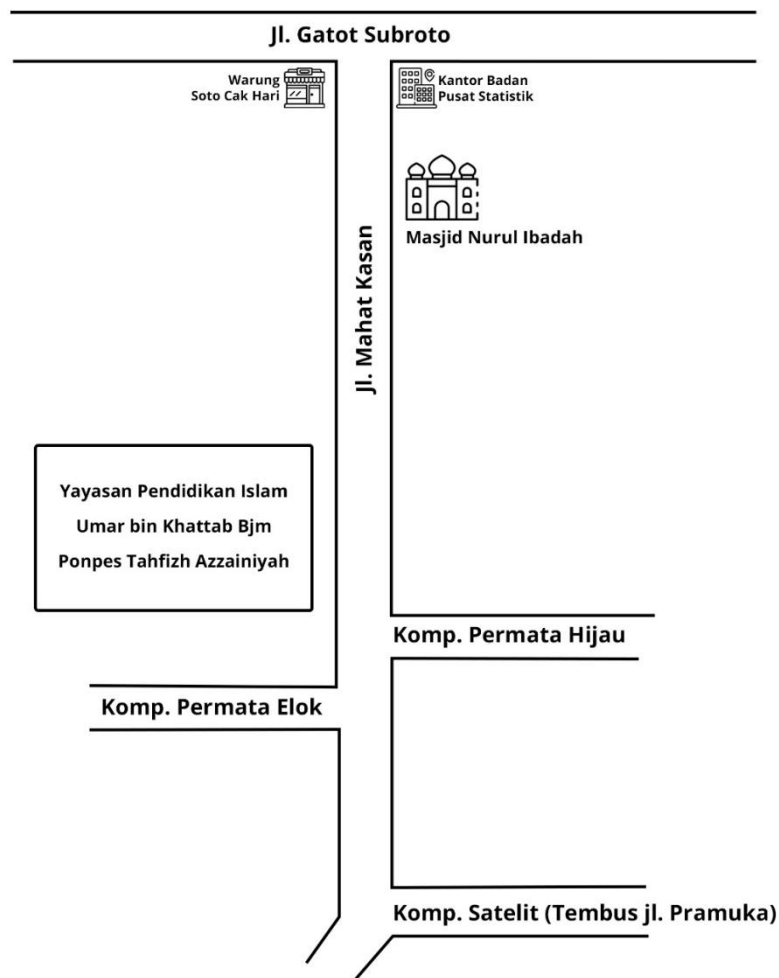 Jl. Gatot Subroto
Warung
Soto Cak Hari
Kantor Badan
Pusat Statistik
Masjid Nurul Ibadah
Jl. Mahat Kasan
Yayasan Pendidikan Islam
Umar bin Khattab Bjm
Ponpes Tahfizh Azzainiyah
Komp. Permata Hijau
Komp. Permata Elok
Komp. Satelit (Tembus jl. Pramuka)